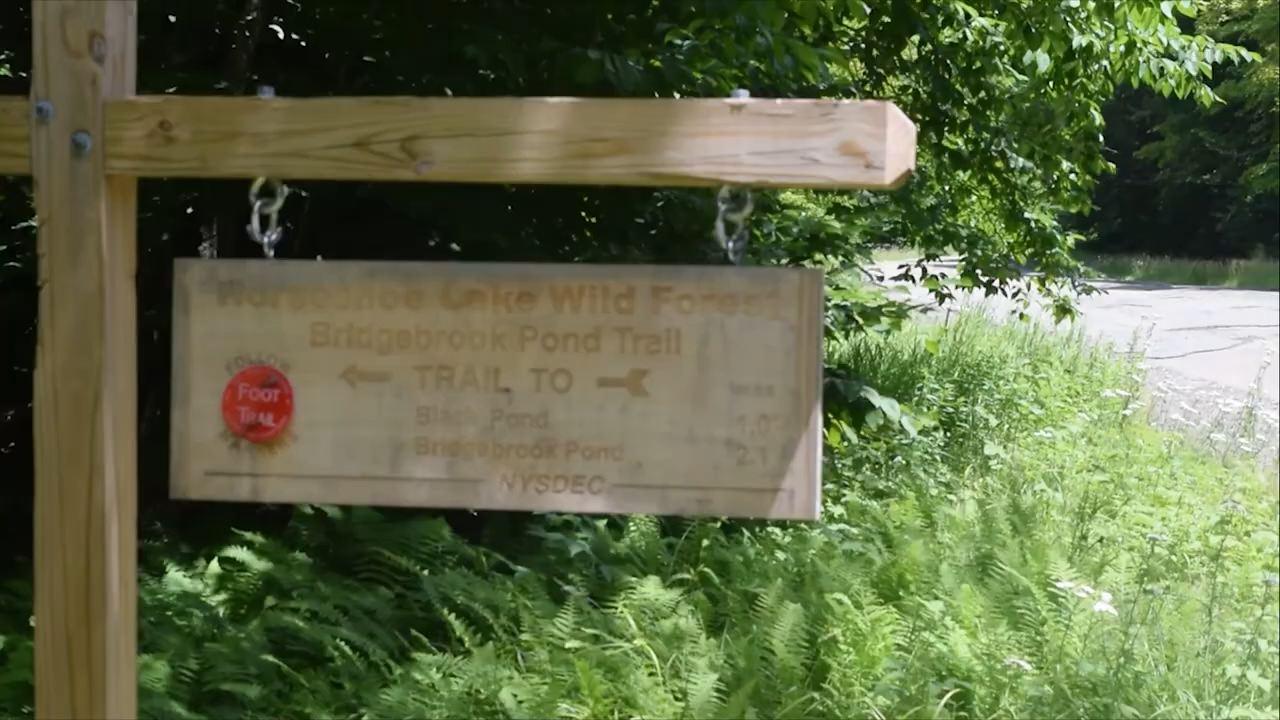 Horseshoe Lake Wild Forest
Bridgebrook Pond Trail
FOLLOW
FOOT
TRAIL
TRAIL TO
Black Pond 1.0
Bridgebrook Pond 2.1
NYSDEC